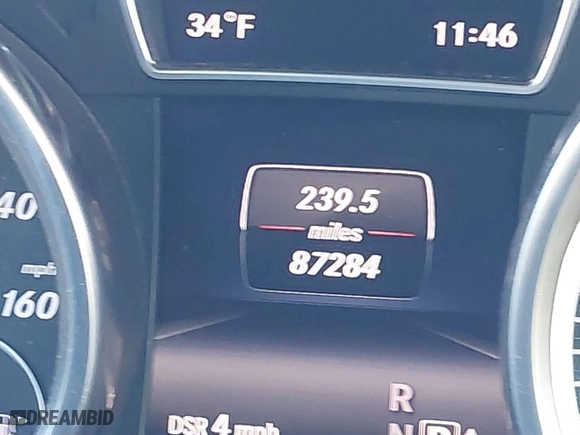 34°F 11:46
239.5
miles
87284
40
mph
160
R
DSR 4 mph
N P
DREAMBID